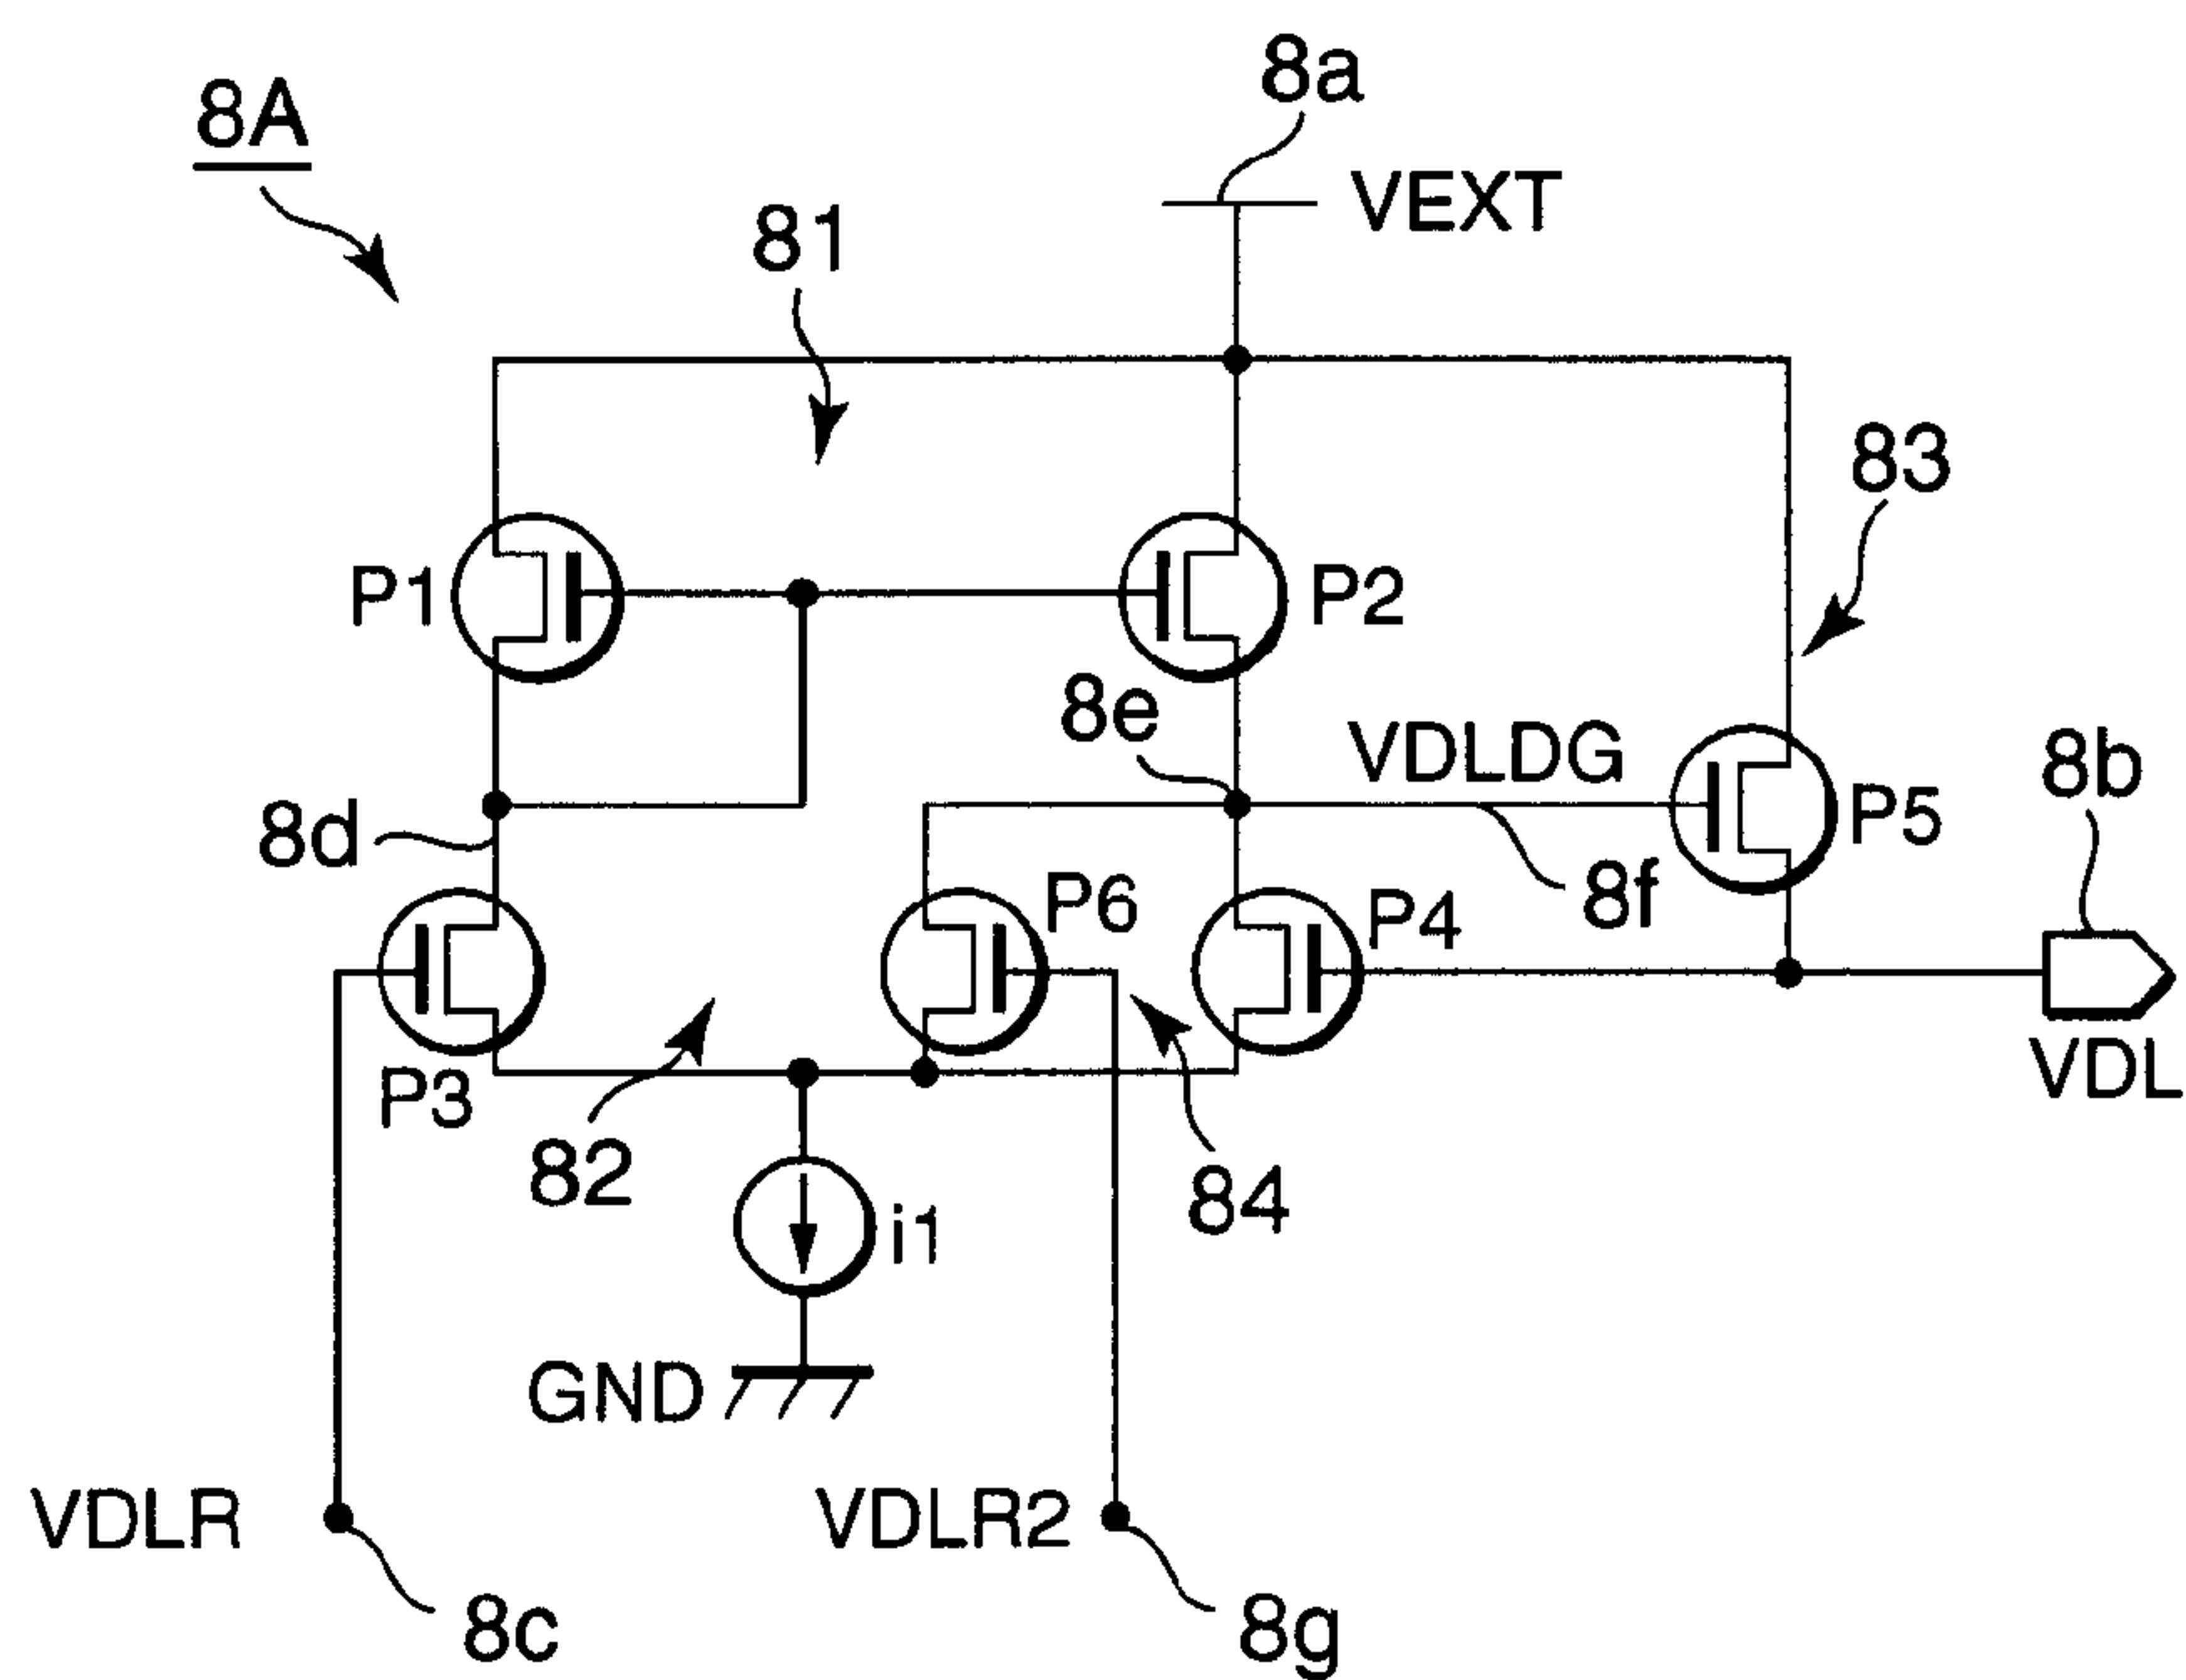 8a
8A
VEXT
81
83
P1
P2
8e
VDLDG
8b
8d
P5
P6
P4
8f
P3
VDL
82
84
i1
GND
VDLR
VDLR2
8c
8g